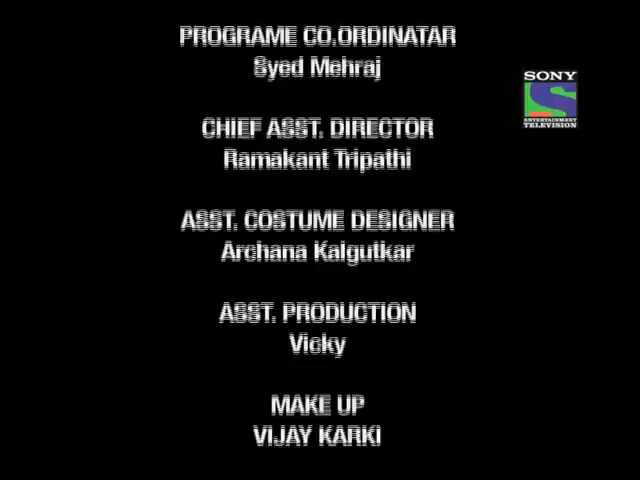 PROGRAME CO.ORDINATAR
Syed Mehraj
SONY
ENTERTAINMENT
TELEVISION
CHIEF ASST. DIRECTOR
Ramakant Tripathi
ASST. COSTUME DESIGNER
Archana Kalgutkar
ASST. PRODUCTION
Vicky
MAKE UP
VIJAY KARKI